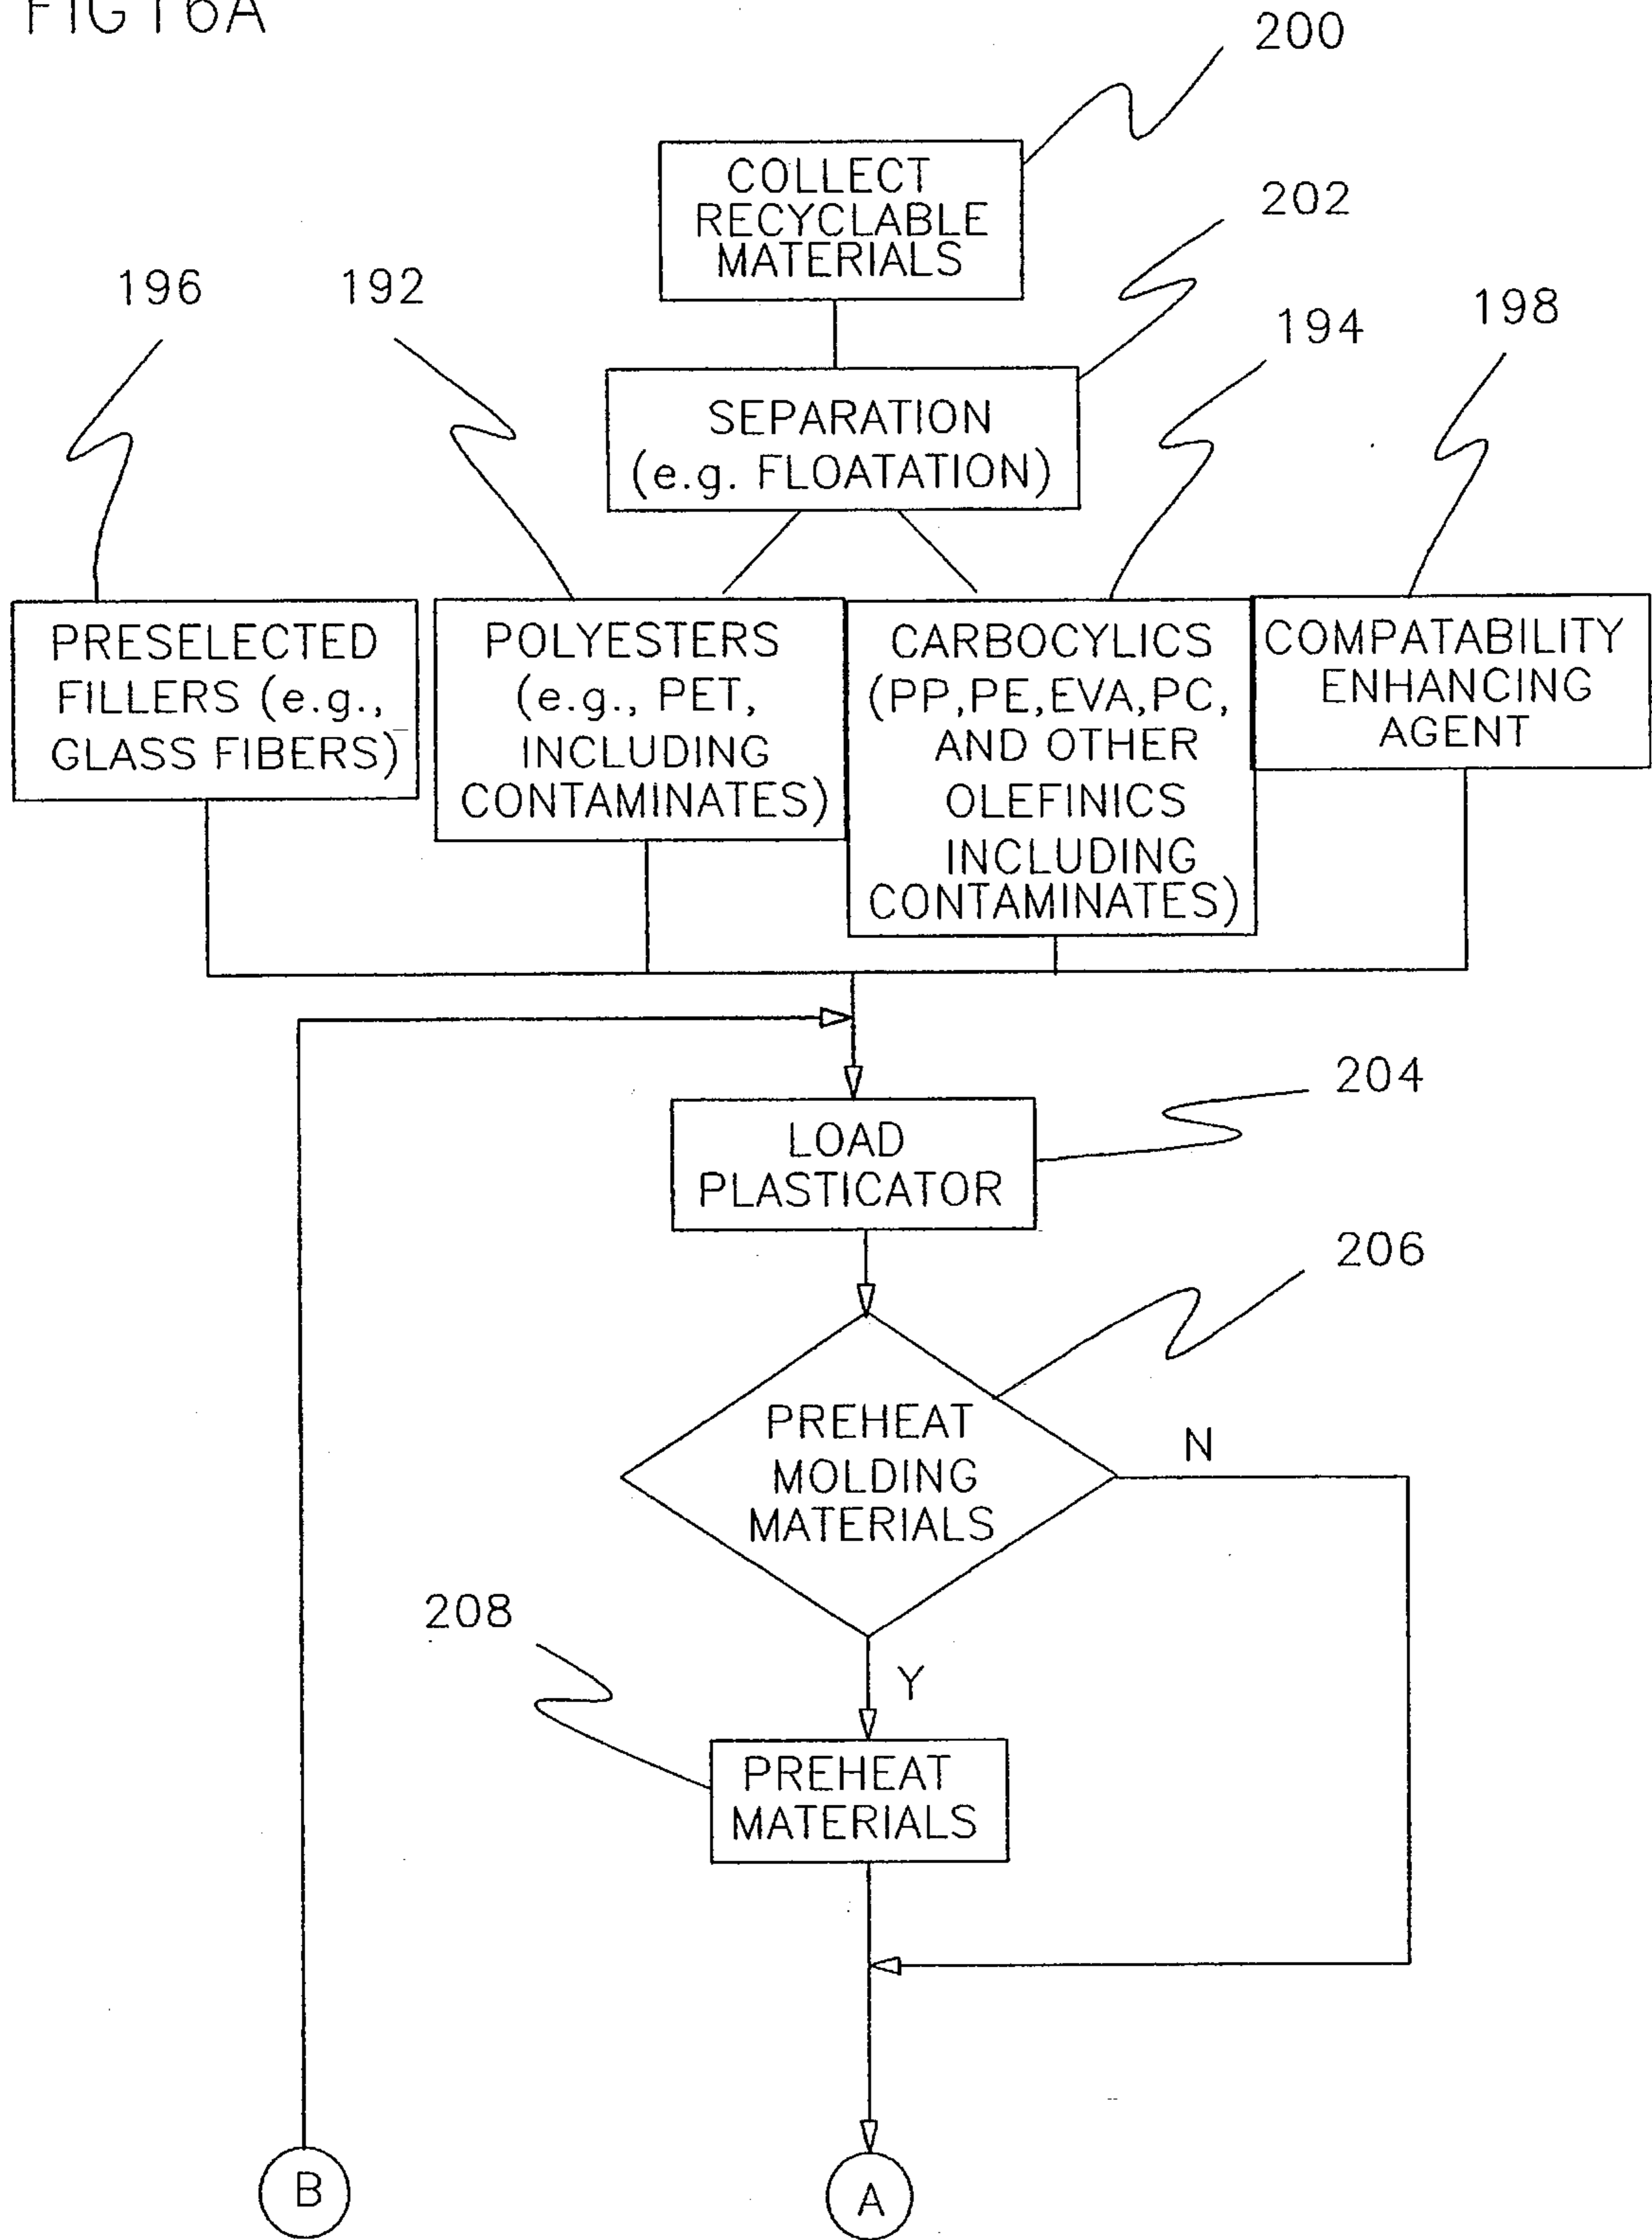 FIG 16A
200
COLLECT
RECYCLABLE
MATERIALS
202
196
192
194
198
SEPARATION
(e.g. FLOATATION)
PRESELECTED
FILLERS (e.g.,
GLASS FIBERS)
POLYESTERS
(e.g., PET,
INCLUDING
CONTAMINATES)
CARBOCYLICS
(PP,PE,EVA,PC,
AND OTHER
OLEFINICS
INCLUDING
CONTAMINATES)
COMPATABILITY
ENHANCING
AGENT
204
LOAD
PLASTICATOR
206
PREHEAT
MOLDING
MATERIALS
N
208
Y
PREHEAT
MATERIALS
B
A